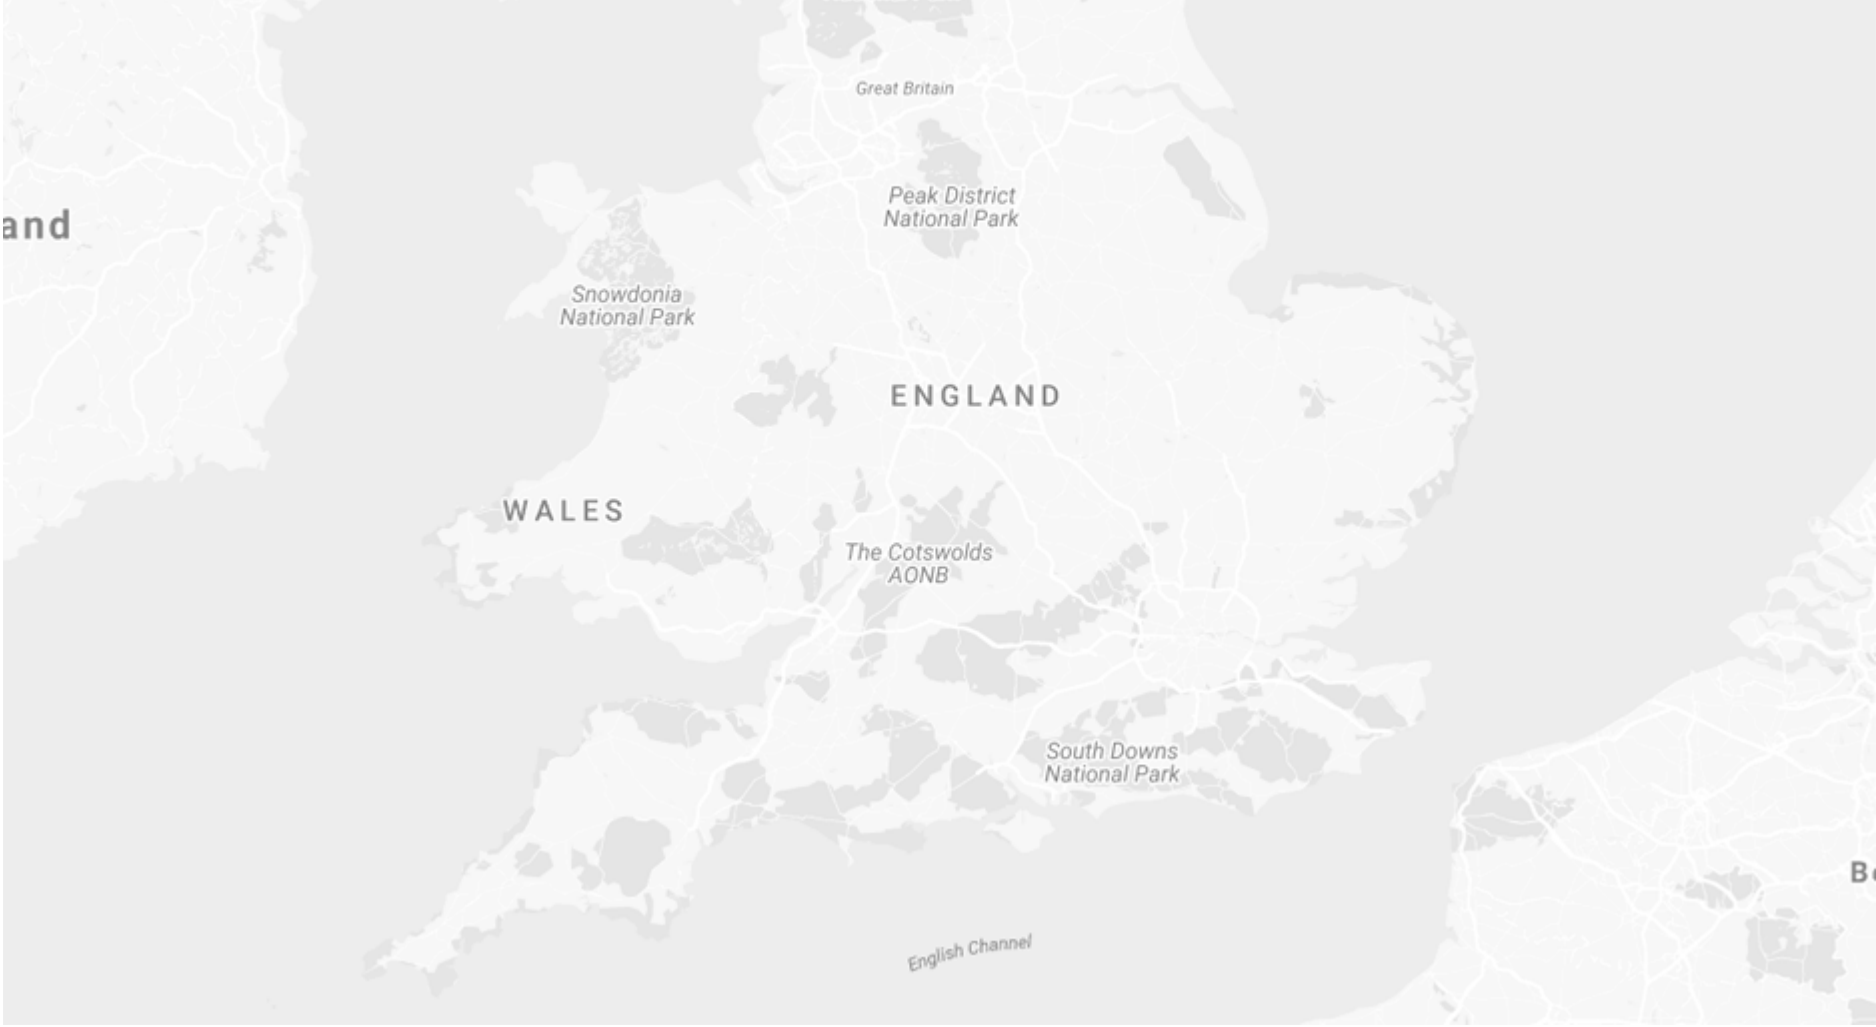 Great Britain
Peak District
National Park
and
Snowdonia
National Park
ENGLAND
WALES
The Cotswolds
AONB
South Downs
National Park
English Channel